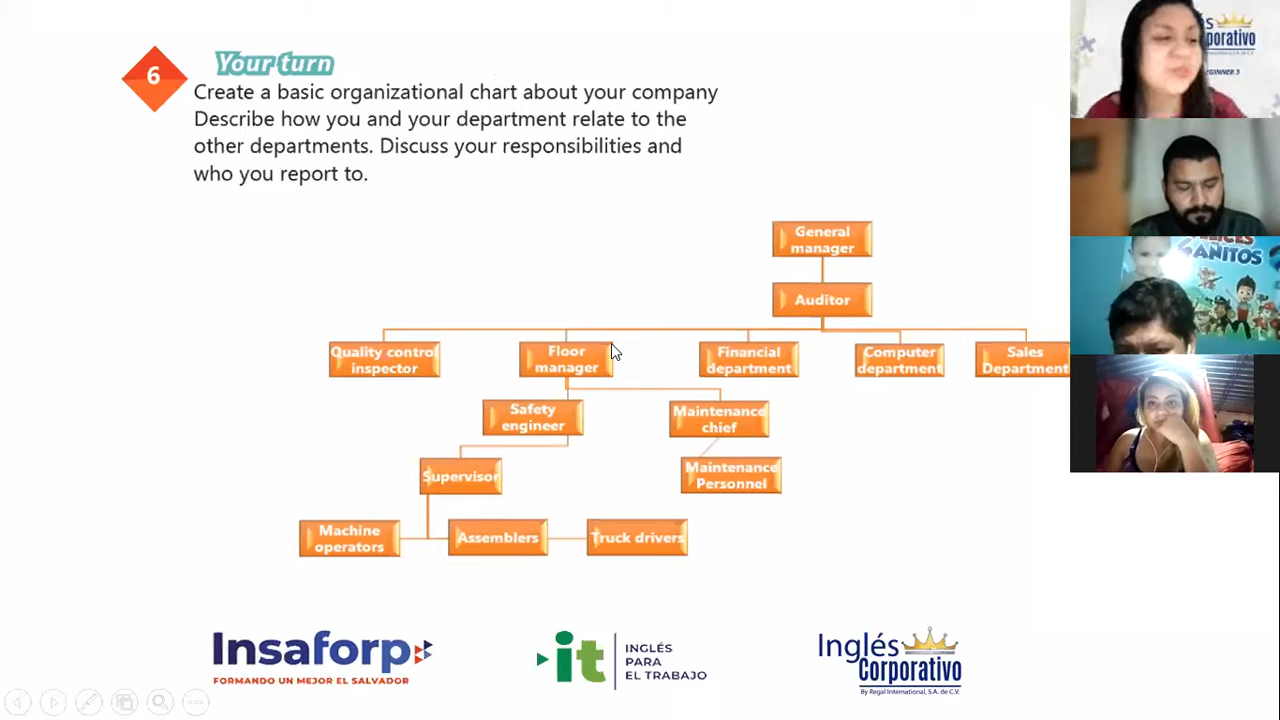 6
Your turn
Create a basic organizational chart about your company
Describe how you and your department relate to the
other departments. Discuss your responsibilities and
who you report to.
General
manager
Auditor
Quality control
inspector
Floor
manager
Financial
department
Computer
department
Sales
Department
Safety
engineer
Maintenance
chief
Supervisor
Maintenance
Personnel
Machine
operators
Assemblers
Truck drivers
Insaforp
FORMANDO UN MEJOR EL SALVADOR
it
INGLÉS
PARA
EL TRABAJO
Inglés
Corporativo
By Regal International, S.A. de C.V.